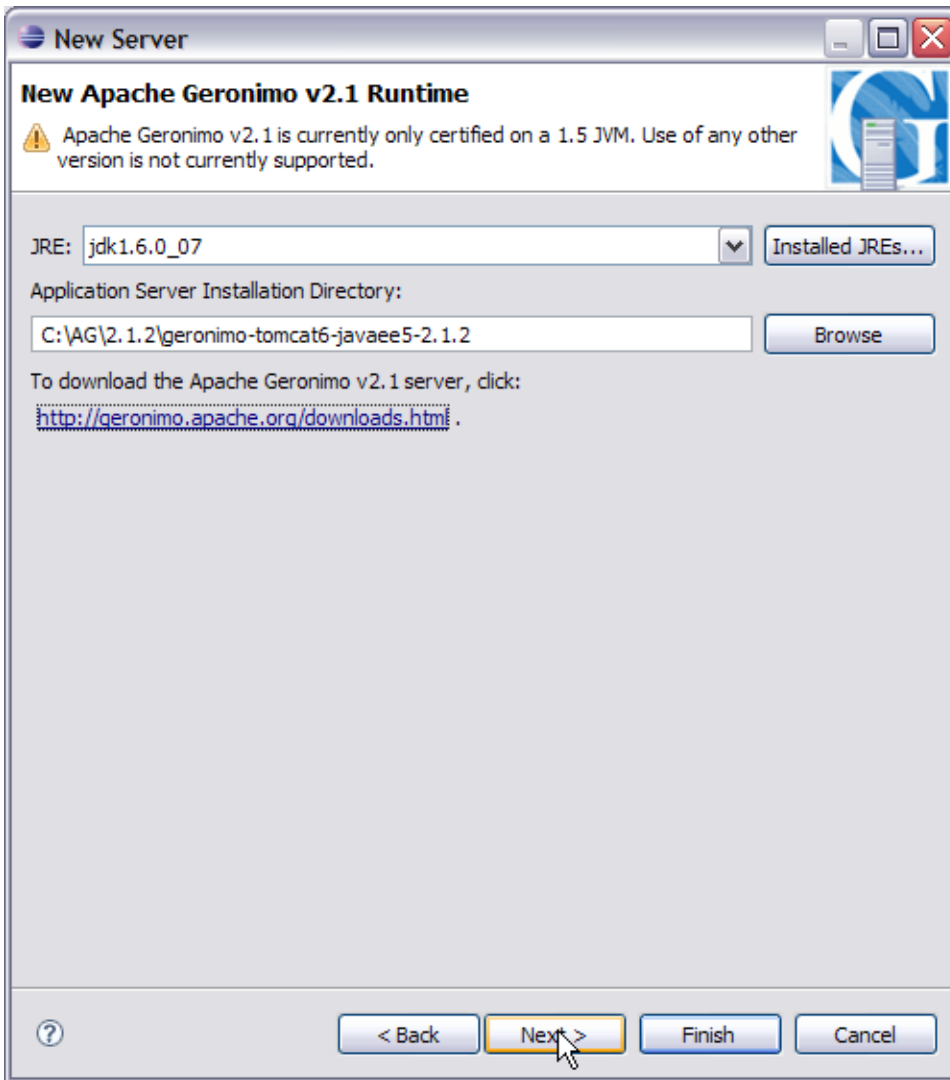 New Server
New Apache Geronimo v2.1 Runtime
Apache Geronimo v2.1 is currently only certified on a 1.5 JVM. Use of any other
version is not currently supported.
JRE: jdk1.6.0_07 Installed JREs...
Application Server Installation Directory:
C:\AG\2.1.2\geronimo-tomcat6-javaee5-2.1.2 Browse
To download the Apache Geronimo v2.1 server, click:
http://geronimo.apache.org/downloads.html .
? < Back Next > Finish Cancel